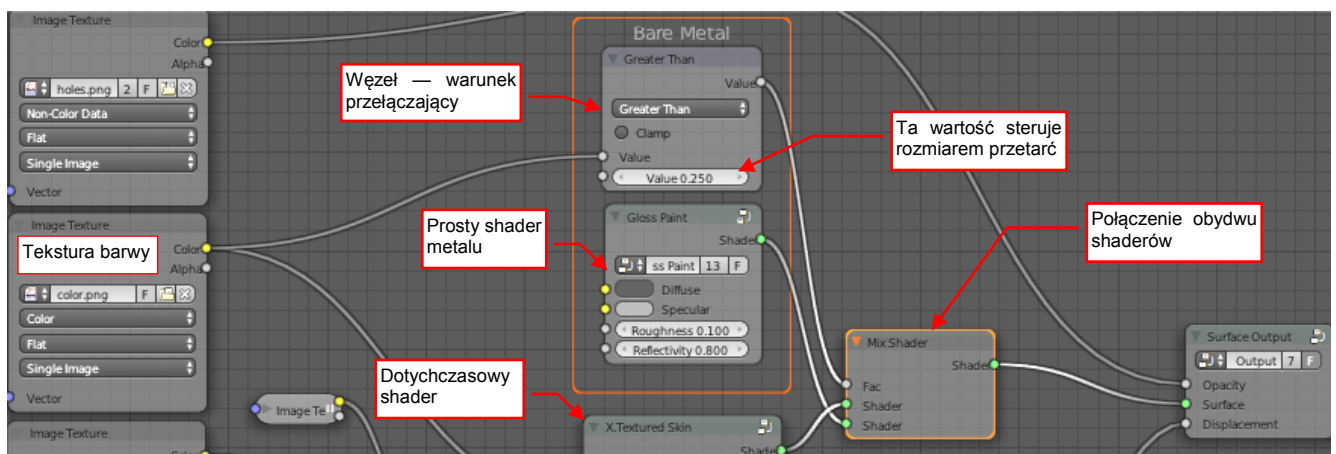 Image Texture
Color
Alpha
holes.png 2 F
Non-Color Data
Flat
Single Image
Vector
Image Texture
Tekstura barwy
Color
Alpha
color.png F
Color
Flat
Single Image
Vector
Image Texture
Image Te
Węzeł — warunek
przełączający
Bare Metal
Greater Than
Value
Greater Than
Clamp
Value
Value 0.250
Ta wartość steruje
rozmiarem przetarć
Prosty shader
metalu
Gloss Paint
Shader
ss Paint 13 F
Diffuse
Specular
Roughness 0.100
Reflectivity 0.800
Dotychczasowy
shader
X.Textured Skin
Shader
Połączenie obydwu
shaderów
Mix Shader
Shader
Fac
Shader
Shader
Surface Output
Output 7 F
Opacity
Surface
Displacement